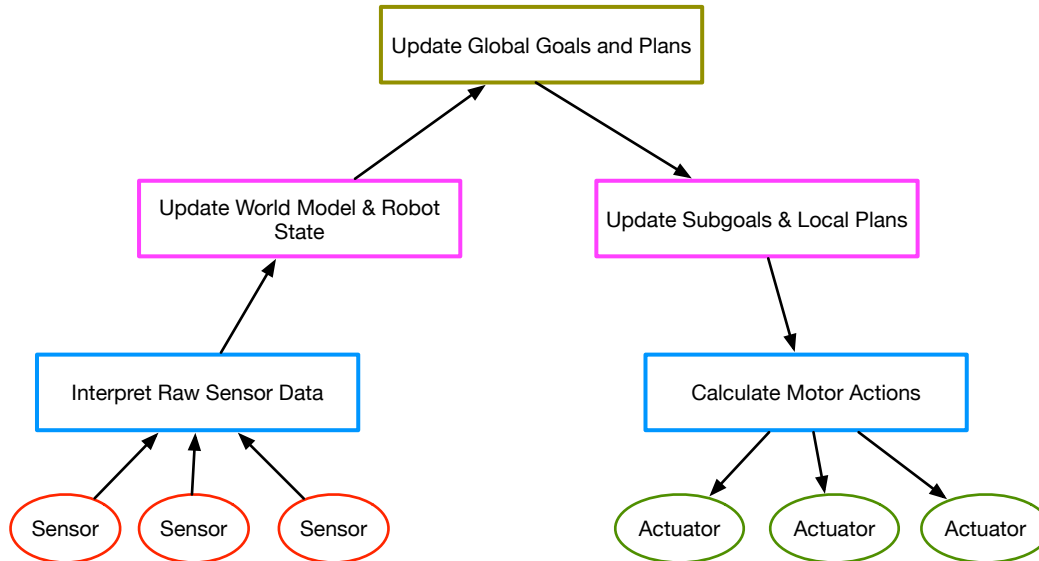 Update Global Goals and Plans
Update World Model & Robot
State
Update Subgoals & Local Plans
Interpret Raw Sensor Data
Calculate Motor Actions
Sensor
Sensor
Sensor
Actuator
Actuator
Actuator